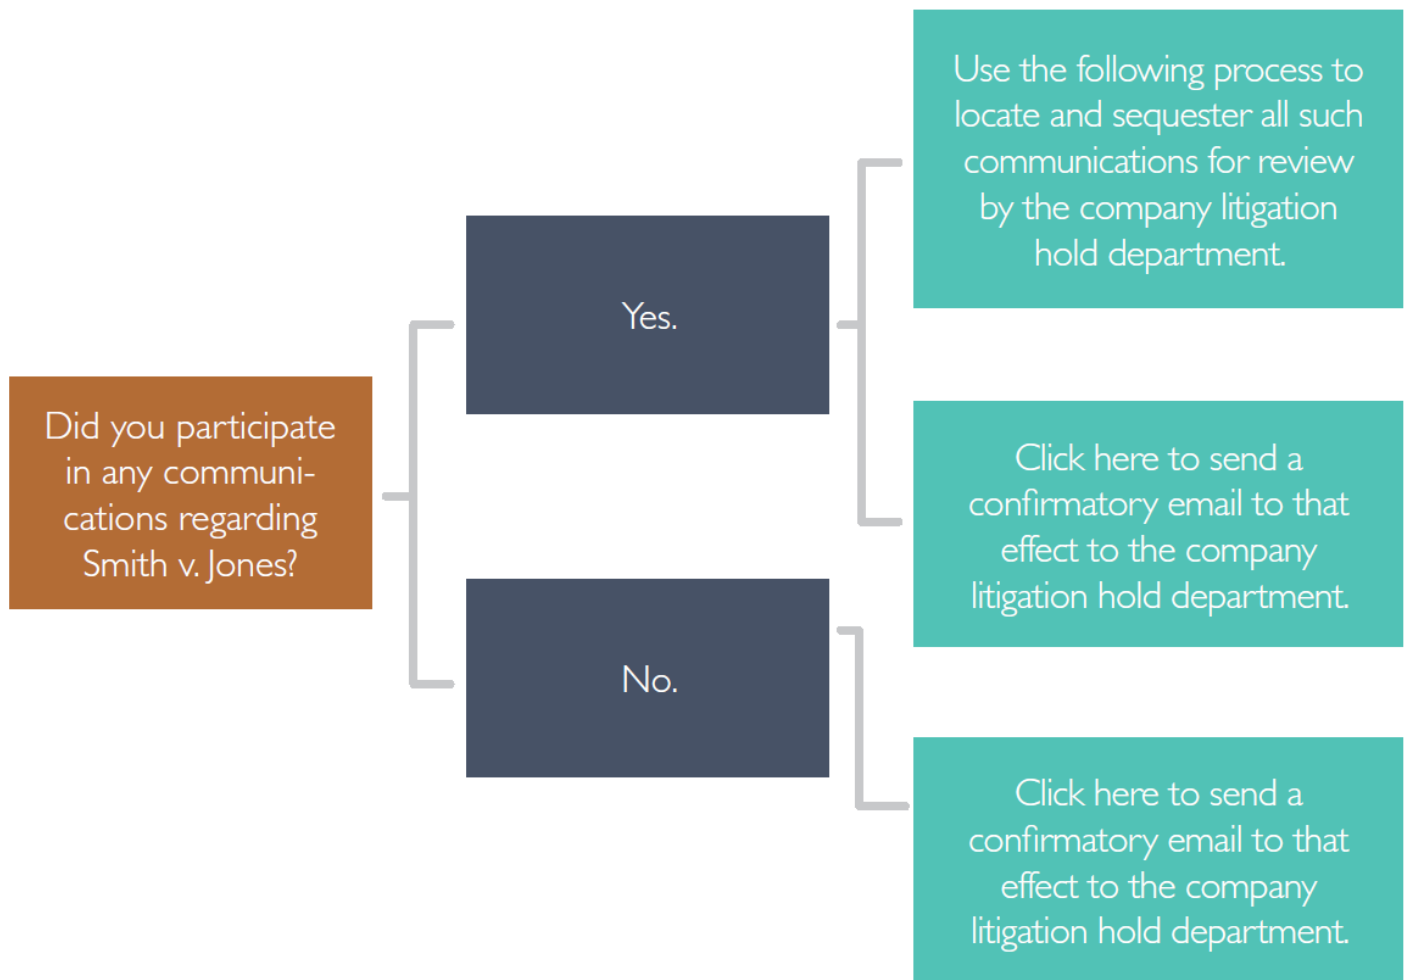 Did you participate
in any communi-
cations regarding
Smith v. Jones?
Yes.
No.
Use the following process to
locate and sequester all such
communications for review
by the company litigation
hold department.
Click here to send a
confirmatory email to that
effect to the company
litigation hold department.
Click here to send a
confirmatory email to that
effect to the company
litigation hold department.